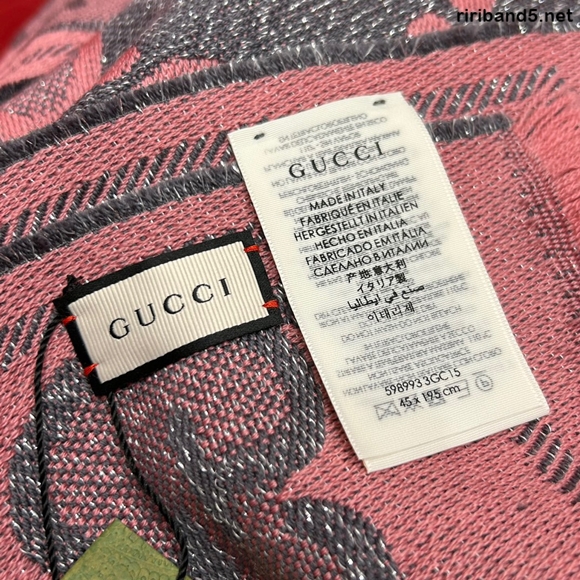 riribband5.net
GUCCI
MADE IN ITALY
FABRIQUÉ EN ITALIE
HERGESTELLT IN ITALIEN
HECHO EN ITALIA
FABRICADO EM ITÁLIA
СДЕЛАНО В ИТАЛИИ
产地意大利
イタリア製
صنع في ايطاليا
이태리제
598993 3GC15
45 x 195 cm
GUCCI